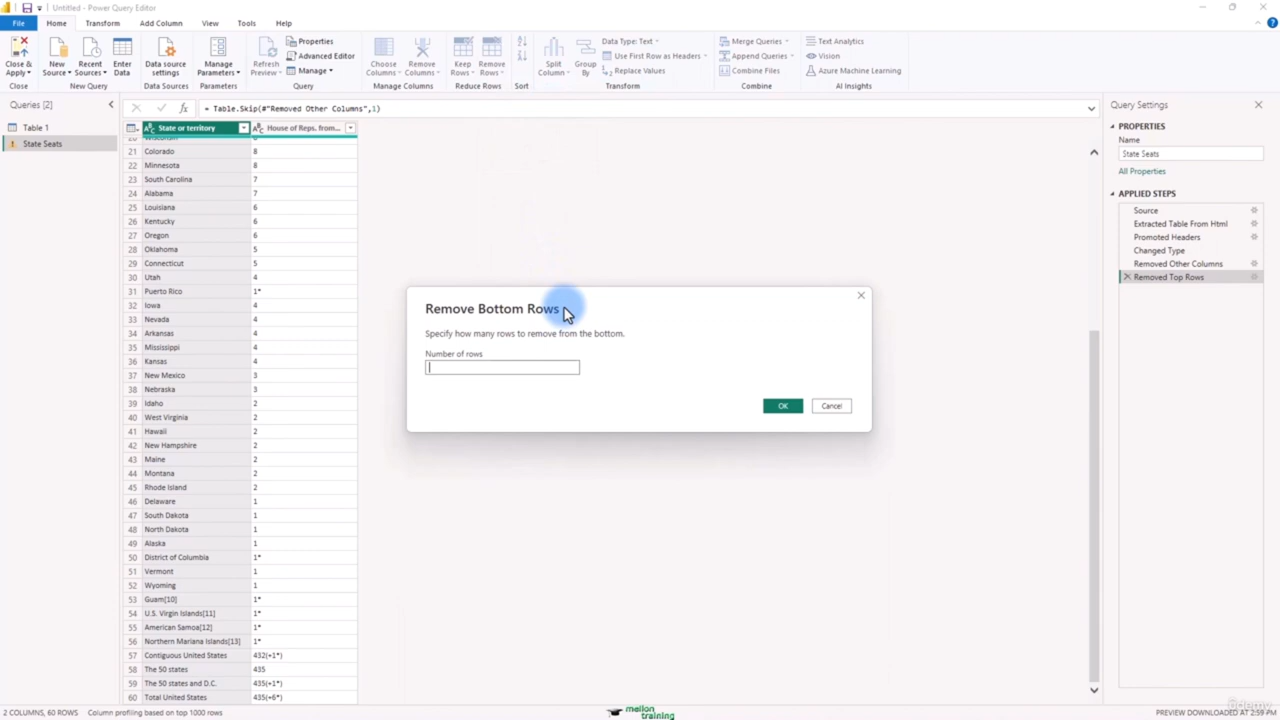 Untitled - Power Query Editor
File Home Transform Add Column View Tools Help
Close & Apply
New Source
Recent Sources
Enter Data
Data source settings
Manage Parameters
Refresh Preview
Properties
Advanced Editor
Manage
Choose Columns
Remove Columns
Keep Rows
Remove Rows
Split Column
Group By
Data Type: Text
Use First Row as Headers
Replace Values
Merge Queries
Append Queries
Combine Files
Text Analytics
Vision
Azure Machine Learning
Close
New Query
Data Sources
Parameters
Query
Manage Columns
Reduce Rows
Sort
Transform
Combine
AI Insights
Queries [2]
Table 1
State Seats
= Table.Skip(#"Removed Other Columns",1)
State or territory House of Reps. from...
21 Colorado 8
22 Minnesota 8
23 South Carolina 7
24 Alabama 7
25 Louisiana 6
26 Kentucky 6
27 Oregon 6
28 Oklahoma 5
29 Connecticut 5
30 Utah 4
31 Puerto Rico 1*
32 Iowa 4
33 Nevada 4
34 Arkansas 4
35 Mississippi 4
36 Kansas 4
37 New Mexico 3
38 Nebraska 3
39 Idaho 2
40 West Virginia 2
41 Hawaii 2
42 New Hampshire 2
43 Maine 2
44 Montana 2
45 Rhode Island 2
46 Delaware 1
47 South Dakota 1
48 North Dakota 1
49 Alaska 1
50 District of Columbia 1*
51 Vermont 1
52 Wyoming 1
53 Guam[10] 1*
54 U.S. Virgin Islands[11] 1*
55 American Samoa[12] 1*
56 Northern Mariana Islands[13] 1*
57 Contiguous United States 432(+1*)
58 The 50 states 435
59 The 50 states and D.C. 435(+1*)
60 Total United States 435(+6*)
Remove Bottom Rows
Specify how many rows to remove from the bottom.
Number of rows
OK Cancel
Query Settings
PROPERTIES
Name
State Seats
All Properties
APPLIED STEPS
Source
Extracted Table From Html
Promoted Headers
Changed Type
Removed Other Columns
Removed Top Rows
2 COLUMNS, 60 ROWS Column profiling based on top 1000 rows
mellon
training
udemy
PREVIEW DOWNLOADED AT 2:59 PM